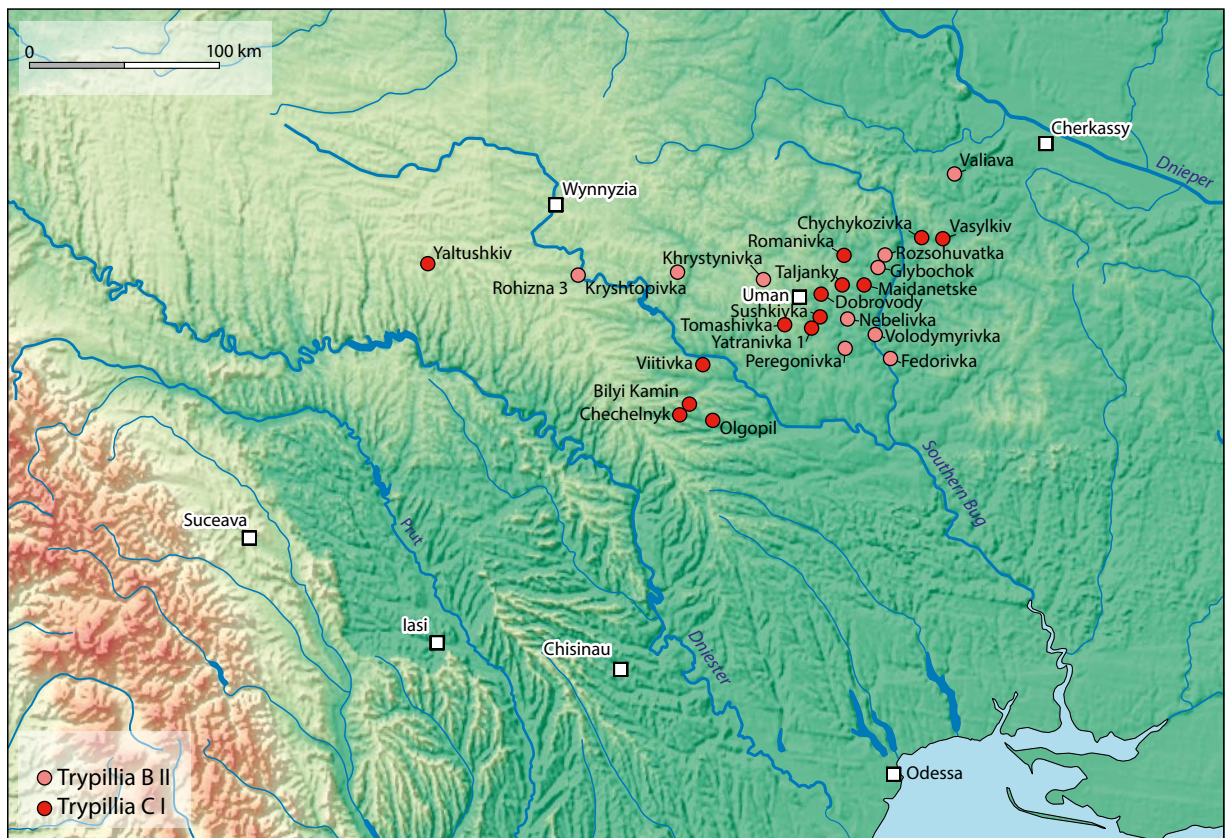 0 100 km
Cherkassy
Dnieper
Valiava
Wynnyzia
Chychykozivka
Vasylkiv
Romanivka
Rozsohuvatka
Yaltushkiv
Khrystynivka
Glybochok
Taljanky
Rohizna 3
Kryshtopivka
Maidanetske
Uman
Dobrovody
Sushkivka
Nebelivka
Tomashivka
Volodymyrivka
Yatranivka 1
Peregonivka
Fedorivka
Viitivka
Bilyi Kamin
Chechelnyk
Olgopil
Southern Bug
Suceava
Prut
Iasi
Chisinau
Dniester
Odessa
Trypillia B II
Trypillia C I